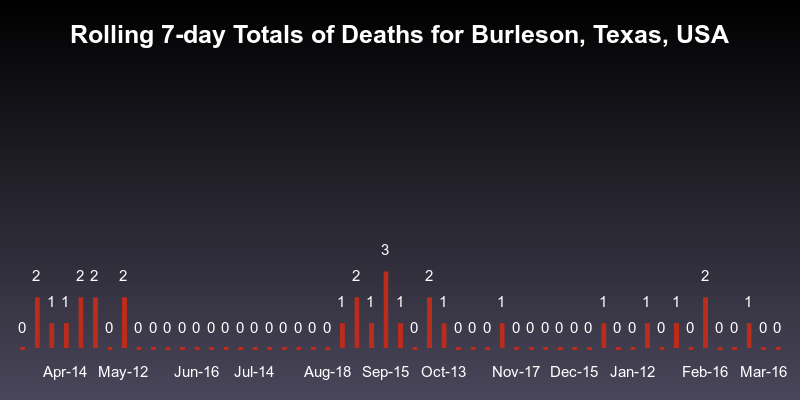 Rolling 7-day Totals of Deaths for Burleson, Texas, USA
3
2 2 2 2 2 2 2
1 1 1 1 1 1 1 1 1 1 1
0 0 0 0 0 0 0 0 0 0 0 0 0 0 0 0 0 0 0 0 0 0 0 0 0 0 0 0 0 0 0 0 0 0
Apr-14 May-12 Jun-16 Jul-14 Aug-18 Sep-15 Oct-13 Nov-17 Dec-15 Jan-12 Feb-16 Mar-16